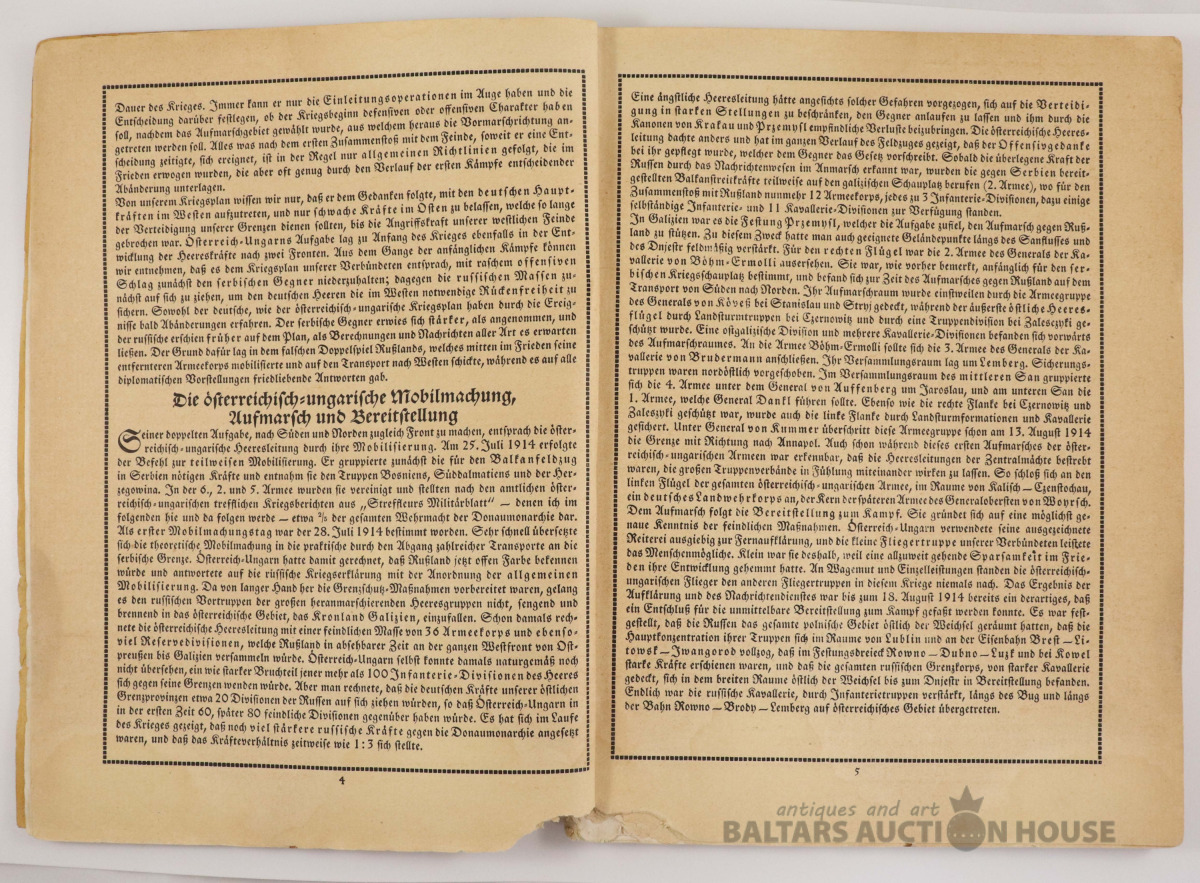 Dauer des Krieges. Immer kann er nur die Einleitungsoperationen im Auge haben und die
Entscheidung darüber festlegen, ob der Kriegsbeginn defensiven oder offensiven Charakter haben
soll, nachdem das Aufmarschgebiet gewählt wurde, aus welchem heraus die Vormarschrichtung an-
getreten werden soll. Alles was nach dem ersten Zusammenstoß mit dem Feinde, soweit er eine Ent-
scheidung zeitigte, sich ereignet, ist in der Regel nur allgemeinen Richtlinien gefolgt, die im
Frieden erwogen wurden, die aber oft genug durch den Verlauf der ersten Kämpfe entscheidender
Abänderung unterlagen.
Von unserem Kriegsplan wissen wir nur, daß er dem Gedanken folgte, mit den deutschen Haupt-
kräften im Westen aufzutreten, und nur schwache Kräfte im Osten zu belassen, welche so lange
der Verteidigung unserer Grenzen dienen sollten, bis die Angriffskraft unserer westlichen Feinde
gebrochen war. Österreich-Ungarns Aufgabe lag zu Anfang des Krieges ebenfalls in der Ent-
wicklung der Heereskräfte nach zwei Fronten. Aus dem Gange der anfänglichen Kämpfe können
wir entnehmen, daß es dem Kriegsplan unserer Verbündeten entsprach, mit raschem offensiven
Schlag zunächst den serbischen Gegner niederzuhalten; dagegen die russischen Massen zu-
nächst auf sich zu ziehen, um den deutschen Heeren die im Westen notwendige Rückenfreiheit zu
sichern. Sowohl der deutsche, wie der österreichisch-ungarische Kriegsplan haben durch die Ereig-
nisse bald Abänderungen erfahren. Der serbische Gegner erwies sich stärker, als angenommen, und
der russische erschien früher auf dem Plan, als Berechnungen und Nachrichten aller Art es erwarten
ließen. Der Grund dafür lag in dem falschen Doppelspiel Rußlands, welches mitten im Frieden seine
entfernteren Armeekorps mobilisierte und auf den Transport nach Westen schickte, während es auf alle
diplomatischen Vorstellungen friedliebende Antworten gab.
Die österreichisch-ungarische Mobilmachung,
Aufmarsch und Bereitstellung
Seiner doppelten Aufgabe, nach Süden und Norden zugleich Front zu machen, entsprach die öster-
reichisch-ungarische Heeresleitung durch ihre Mobilisierung. Am 25. Juli 1914 erfolgte
der Befehl zur teilweisen Mobilisierung. Er gruppierte zunächst die für den Balkanfeldzug
in Serbien nötigen Kräfte und entnahm sie den Truppen Bosniens, Süddalmatiens und der Her-
zegowina. In der 6., 2. und 5. Armee wurden sie vereinigt und stellten nach den amtlichen öster-
reichisch-ungarischen trefflichen Kriegsberichten aus „Streffleurs Militärblatt“ — denen ich im
folgenden hie und da folgen werde — etwa ⅖ der gesamten Wehrmacht der Donaumonarchie dar.
Als erster Mobilmachungstag war der 28. Juli 1914 bestimmt worden. Sehr schnell übersetzte
sich die theoretische Mobilmachung in die praktische durch den Abgang zahlreicher Transporte an die
serbische Grenze. Österreich-Ungarn hatte damit gerechnet, daß Rußland jetzt offen Farbe bekennen
würde und antwortete auf die russische Kriegserklärung mit der Anordnung der allgemeinen
Mobilisierung. Da von langer Hand her die Grenzschutz-Maßnahmen vorbereitet waren, gelang
es den russischen Vortruppen der großen heranmarschierenden Heeresgruppen nicht, sengend und
brennend in das österreichische Gebiet, das Kronland Galizien, einzufallen. Schon damals rech-
nete die österreichische Heeresleitung mit einer feindlichen Masse von 36 Armeekorps und ebenso-
viel Reservedivisionen, welche Rußland in absehbarer Zeit an der ganzen Westfront von Ost-
preußen bis Galizien versammeln würde. Österreich-Ungarn selbst konnte damals naturgemäß noch
nicht übersehen, ein wie starker Bruchteil jener mehr als 100 Infanterie-Divisionen des Heeres
sich gegen seine Grenzen wenden würde. Aber man rechnete, daß die deutschen Kräfte unserer östlichen
Grenzprovinzen etwa 20 Divisionen der Russen auf sich ziehen würden, so daß Österreich-Ungarn in
in der ersten Zeit 60, später 80 feindliche Divisionen gegenüber haben würde. Es hat sich im Laufe
des Krieges gezeigt, daß noch viel stärkere russische Kräfte gegen die Donaumonarchie angesetzt
waren, und daß das Kräfteverhältnis zeitweise wie 1 : 3 sich stellte.
4
Eine ängstliche Heeresleitung hätte angesichts solcher Gefahren vorgezogen, sich auf die Verteidi-
gung in starken Stellungen zu beschränken, den Gegner anlaufen zu lassen und ihm durch die
Kanonen von Krakau und Przemysl empfindliche Verluste beizubringen. Die österreichische Heeres-
leitung dachte anders und hat im ganzen Verlauf des Feldzuges gezeigt, daß der Offensivgedanke
bei ihr gepflegt wurde, welcher dem Gegner das Gesetz vorschreibt. Sobald die überlegene Kraft der
Russen durch das Nachrichtenwesen im Anmarsch erkannt war, wurden die gegen Serbien bereit-
gestellten Balkanstreitkräfte teilweise auf den galizischen Schauplatz berufen (2. Armee), wo für den
Zusammenstoß mit Rußland nunmehr 12 Armeekorps, jedes zu 3 Infanterie-Divisionen, dazu einige
selbständige Infanterie- und 11 Kavallerie-Divisionen zur Verfügung standen.
In Galizien war es die Festung Przemysl, welcher die Aufgabe zufiel, den Aufmarsch gegen Ruß-
land zu stützen. Zu diesem Zweck hatte man auch geeignete Geländepunkte längs des Sanflusses und
des Dnjestr feldmäßig verstärkt. Für den rechten Flügel war die 2. Armee des Generals der Ka-
vallerie von Böhm-Ermolli ausersehen. Sie war, wie vorher bemerkt, anfänglich für den ser-
bischen Kriegsschauplatz bestimmt, und befand sich zur Zeit des Aufmarsches gegen Rußland auf dem
Transport von Süden nach Norden. Ihr Aufmarschraum wurde einstweilen durch die Armeegruppe
des Generals von Köveß bei Stanislau und Stryj gedeckt, während der äußerste östliche Heeres-
flügel durch Landsturmtruppen bei Czernowitz und durch eine Truppendivision bei Zalesczyki ge-
schützt wurde. Eine ostgalizische Division und mehrere Kavallerie-Divisionen befanden sich vorwärts
des Aufmarschraumes. An die Armee Böhm-Ermolli sollte sich die 3. Armee des Generals der Ka-
vallerie von Brudermann anschließen. Ihr Versammlungsraum lag um Lemberg. Sicherungs-
truppen waren nordöstlich vorgeschoben. Im Versammlungsraum des mittleren San gruppierte
sich die 4. Armee unter dem General von Auffenberg um Jaroslau, und am unteren San die
1. Armee, welche General Dankl führen sollte. Ebenso wie die rechte Flanke bei Czernowitz und
Zaleszyki geschützt war, wurde auch die linke Flanke durch Landsturmformationen und Kavallerie
gesichert. Unter General von Kummer überschritt diese Armeegruppe schon am 13. August 1914
die Grenze mit Richtung nach Annapol. Auch schon während dieses ersten Aufmarsches der öster-
reichisch-ungarischen Armeen war erkennbar, daß die Heeresleitungen der Zentralmächte bestrebt
waren, die großen Truppenverbände in Fühlung miteinander wirken zu lassen. So schloß sich an den
linken Flügel der gesamten österreichisch-ungarischen Armee, im Raume von Kalisch — Czenstochau,
ein deutsches Landwehrkorps an, der Kern der späteren Armee des Generalobersten von Woyrsch.
Dem Aufmarsch folgt die Bereitstellung zum Kampf. Sie gründet sich auf eine möglichst ge-
naue Kenntnis der feindlichen Maßnahmen. Österreich-Ungarn verwendete seine ausgezeichnete
Reiterei ausgiebig zur Fernaufklärung, und die kleine Fliegertruppe unserer Verbündeten leistete
das Menschenmögliche. Klein war sie deshalb, weil eine allzuweit gehende Sparsamkeit im Frie-
den ihre Entwicklung gehemmt hatte. An Wagemut und Einzelleistungen standen die österreichisch-
ungarischen Flieger den anderen Fliegertruppen in diesem Kriege niemals nach. Das Ergebnis der
Aufklärung und des Nachrichtendienstes war bis zum 18. August 1914 bereits ein derartiges, daß
ein Entschluß für die unmittelbare Bereitstellung zum Kampf gefaßt werden konnte. Es war fest-
gestellt, daß die Russen das gesamte polnische Gebiet östlich der Weichsel geräumt hatten, daß die
Hauptkonzentration ihrer Truppen sich im Raume von Lublin und an der Eisenbahn Brest — Li-
towsk — Iwangorod vollzog, daß im Festungsdreieck Rowno — Dubno — Luzk und bei Kowel
starke Kräfte erschienen waren, und daß die gesamten russischen Grenzkorps, von starker Kavallerie
gedeckt, sich in dem breiten Raume östlich der Weichsel bis zum Dnjestr in Bereitstellung befanden.
Endlich war die russische Kavallerie, durch Infanterietruppen verstärkt, längs des Bug und längs
der Bahn Rowno — Brody — Lemberg auf österreichisches Gebiet übergetreten.
5
antiques and art
BALTARS AUCTION HOUSE